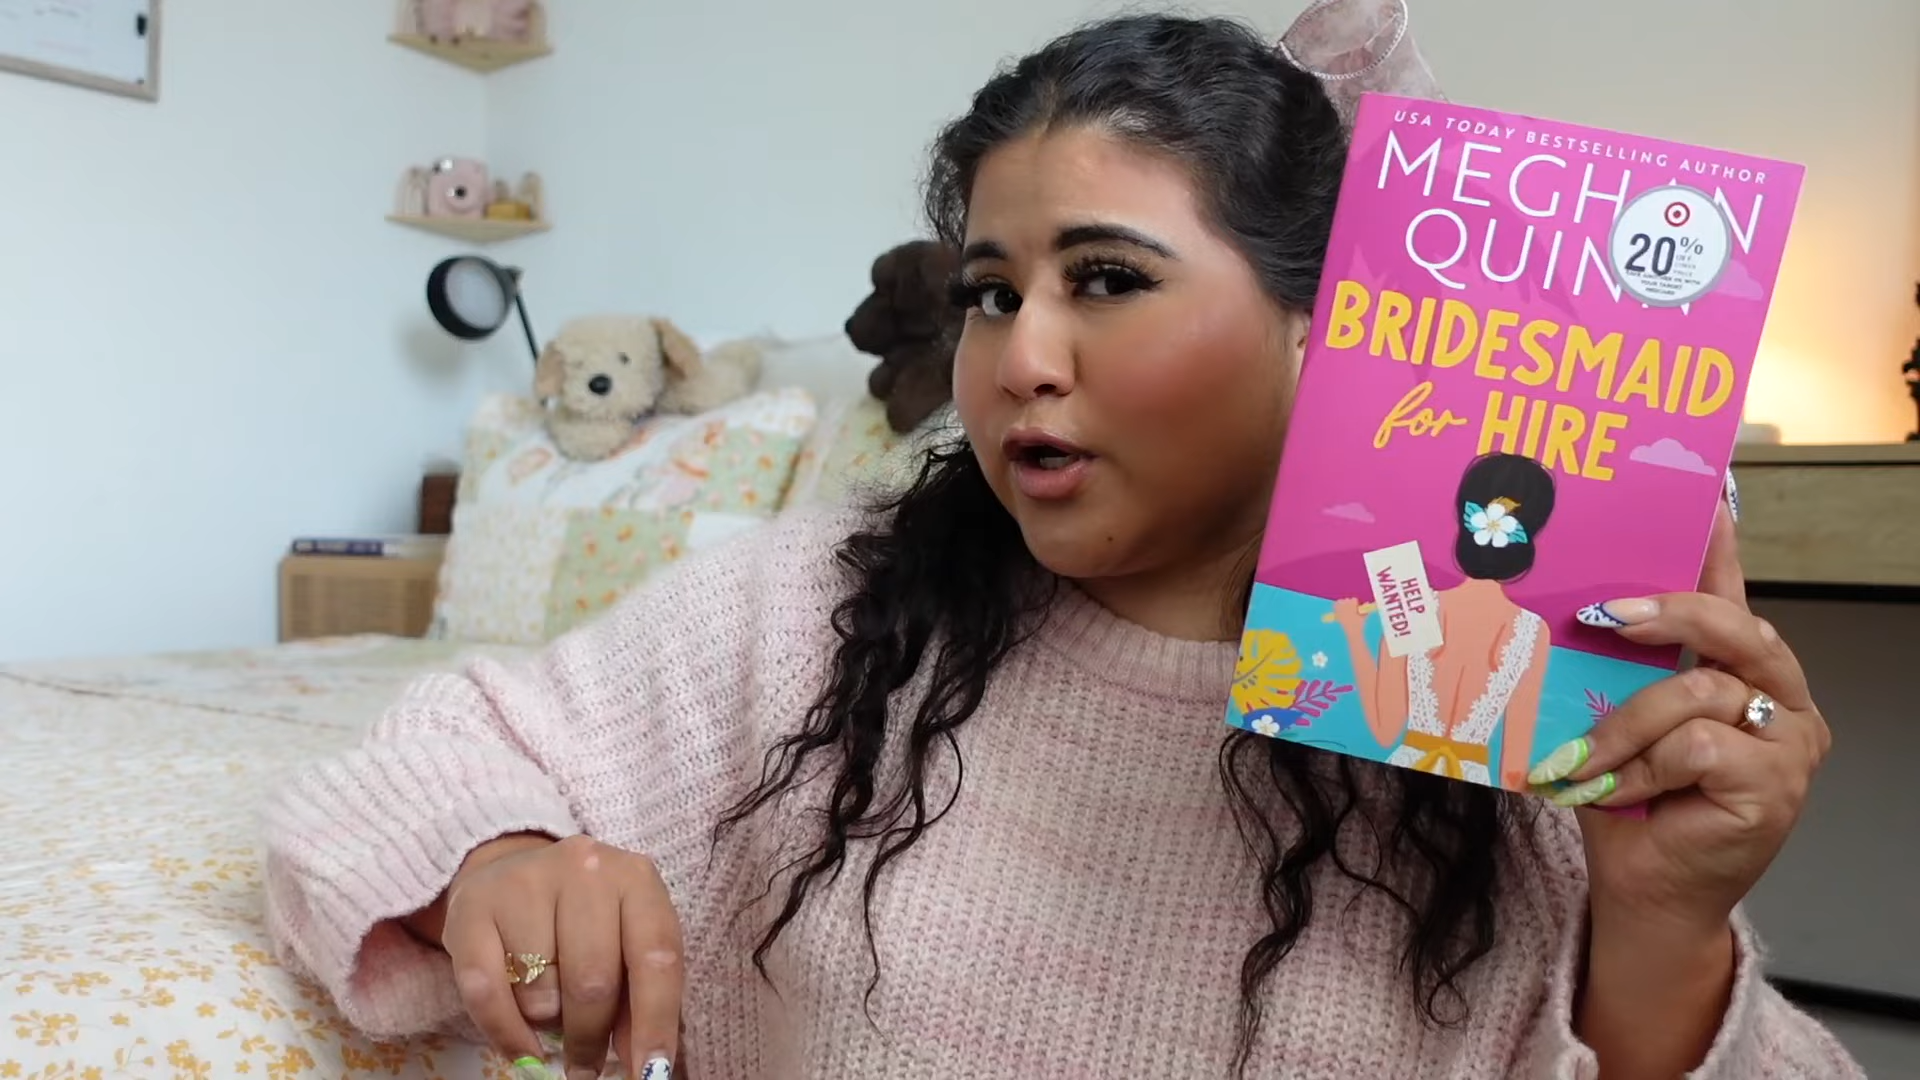 USA TODAY BESTSELLING AUTHOR
MEGHAN
QUINN
20%
BRIDESMAID
for HIRE
HELP
WANTED!